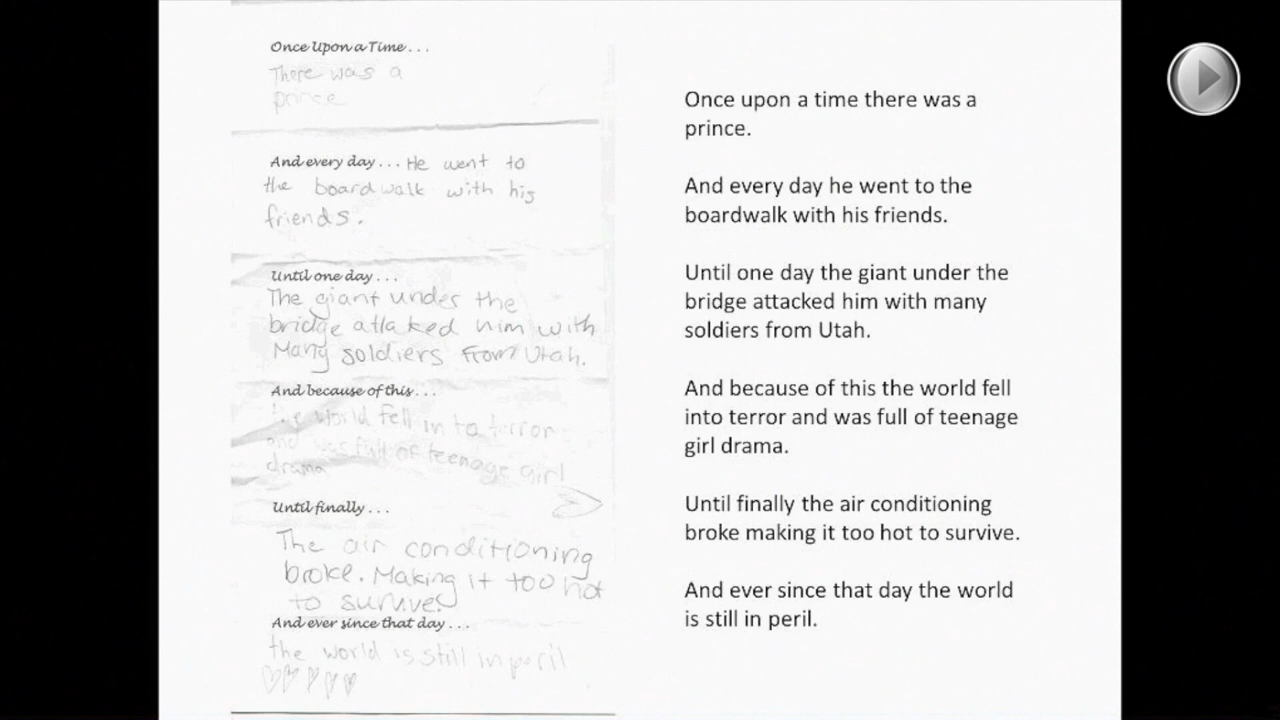 Once Upon a Time . . .
There was a
prince
And every day . . . He went to
the boardwalk with his
friends.
Until one day . . .
The giant under the
bridge attaked him with
Many soldiers From Utah.
And because of this . . .
the world fell in to terror
and was full of teenage girl
drama
Until finally . . .
The air conditioning
broke. Making it too hot
to survive.
And ever since that day . . .
the world is still in peril
Once upon a time there was a
prince.
And every day he went to the
boardwalk with his friends.
Until one day the giant under the
bridge attacked him with many
soldiers from Utah.
And because of this the world fell
into terror and was full of teenage
girl drama.
Until finally the air conditioning
broke making it too hot to survive.
And ever since that day the world
is still in peril.